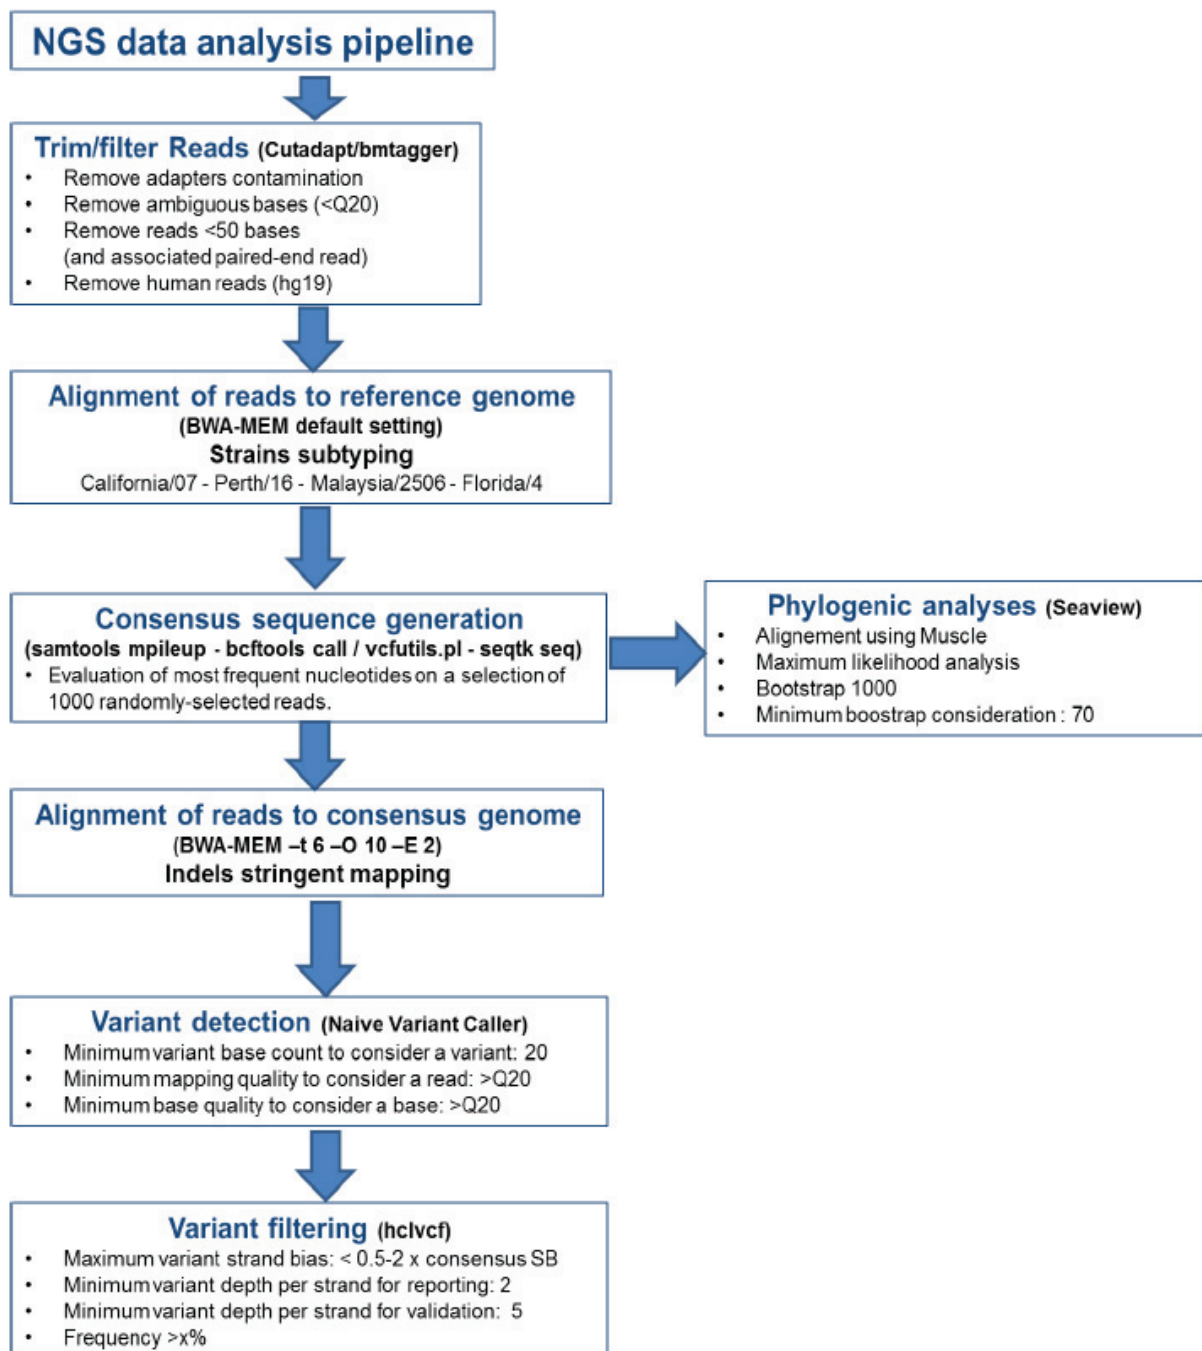 NGS data analysis pipeline
Trim/filter Reads (Cutadapt/bmtagger)
• Remove adapters contamination
• Remove ambiguous bases (<Q20)
• Remove reads <50 bases
(and associated paired-end read)
• Remove human reads (hg19)
Alignment of reads to reference genome
(BWA-MEM default setting)
Strains subtyping
California/07 - Perth/16 - Malaysia/2506 - Florida/4
Consensus sequence generation
(samtools mpileup - bcftools call / vcfutils.pl - seqtk seq)
• Evaluation of most frequent nucleotides on a selection of
1000 randomly-selected reads.
Phylogenic analyses (Seaview)
• Alignement using Muscle
• Maximum likelihood analysis
• Bootstrap 1000
• Minimum boostrap consideration : 70
Alignment of reads to consensus genome
(BWA-MEM –t 6 –O 10 –E 2)
Indels stringent mapping
Variant detection (Naive Variant Caller)
• Minimum variant base count to consider a variant: 20
• Minimum mapping quality to consider a read: >Q20
• Minimum base quality to consider a base: >Q20
Variant filtering (hclvcf)
• Maximum variant strand bias: < 0.5-2 x consensus SB
• Minimum variant depth per strand for reporting: 2
• Minimum variant depth per strand for validation: 5
• Frequency >x%